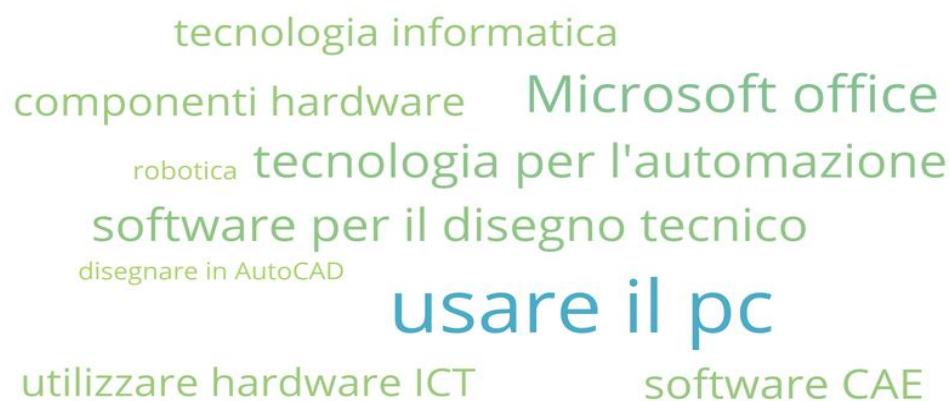 tecnologia informatica
componenti hardware
Microsoft office
robotica
tecnologia per l'automazione
software per il disegno tecnico
disegnare in AutoCAD
usare il pc
utilizzare hardware ICT
software CAE